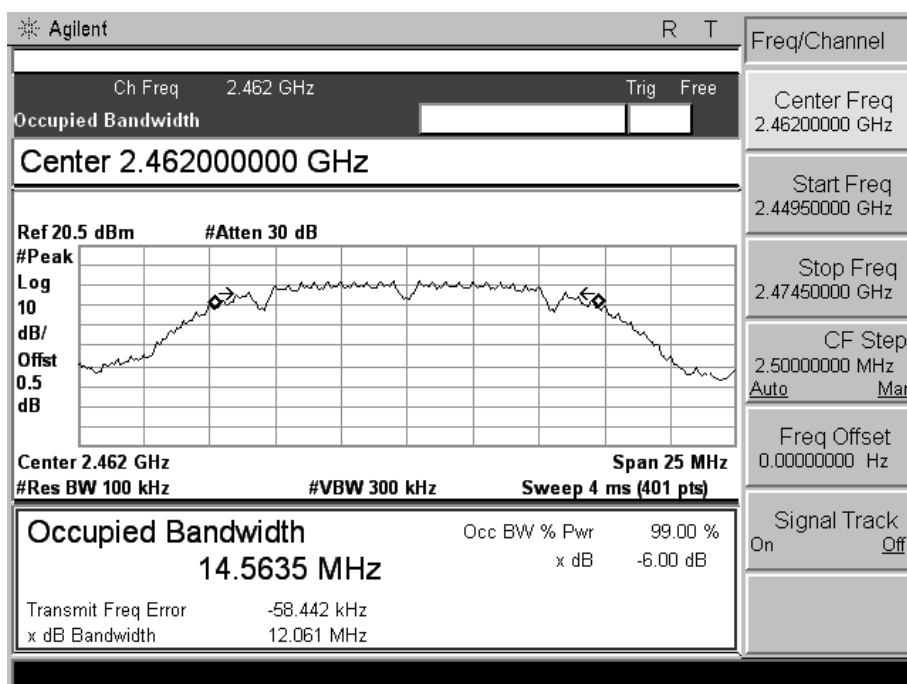 Agilent R T
Ch Freq 2.462 GHz Trig Free
Occupied Bandwidth
Center 2.462000000 GHz
Ref 20.5 dBm #Atten 30 dB
#Peak
Log
10
dB/
Offst
0.5
dB
Center 2.462 GHz Span 25 MHz
#Res BW 100 kHz #VBW 300 kHz Sweep 4 ms (401 pts)
Occupied Bandwidth Occ BW % Pwr 99.00 %
14.5635 MHz x dB -6.00 dB
Transmit Freq Error -58.442 kHz
x dB Bandwidth 12.061 MHz
Freq/Channel
Center Freq
2.46200000 GHz
Start Freq
2.44950000 GHz
Stop Freq
2.47450000 GHz
CF Step
2.50000000 MHz
Auto Mar
Freq Offset
0.00000000 Hz
Signal Track
On Off